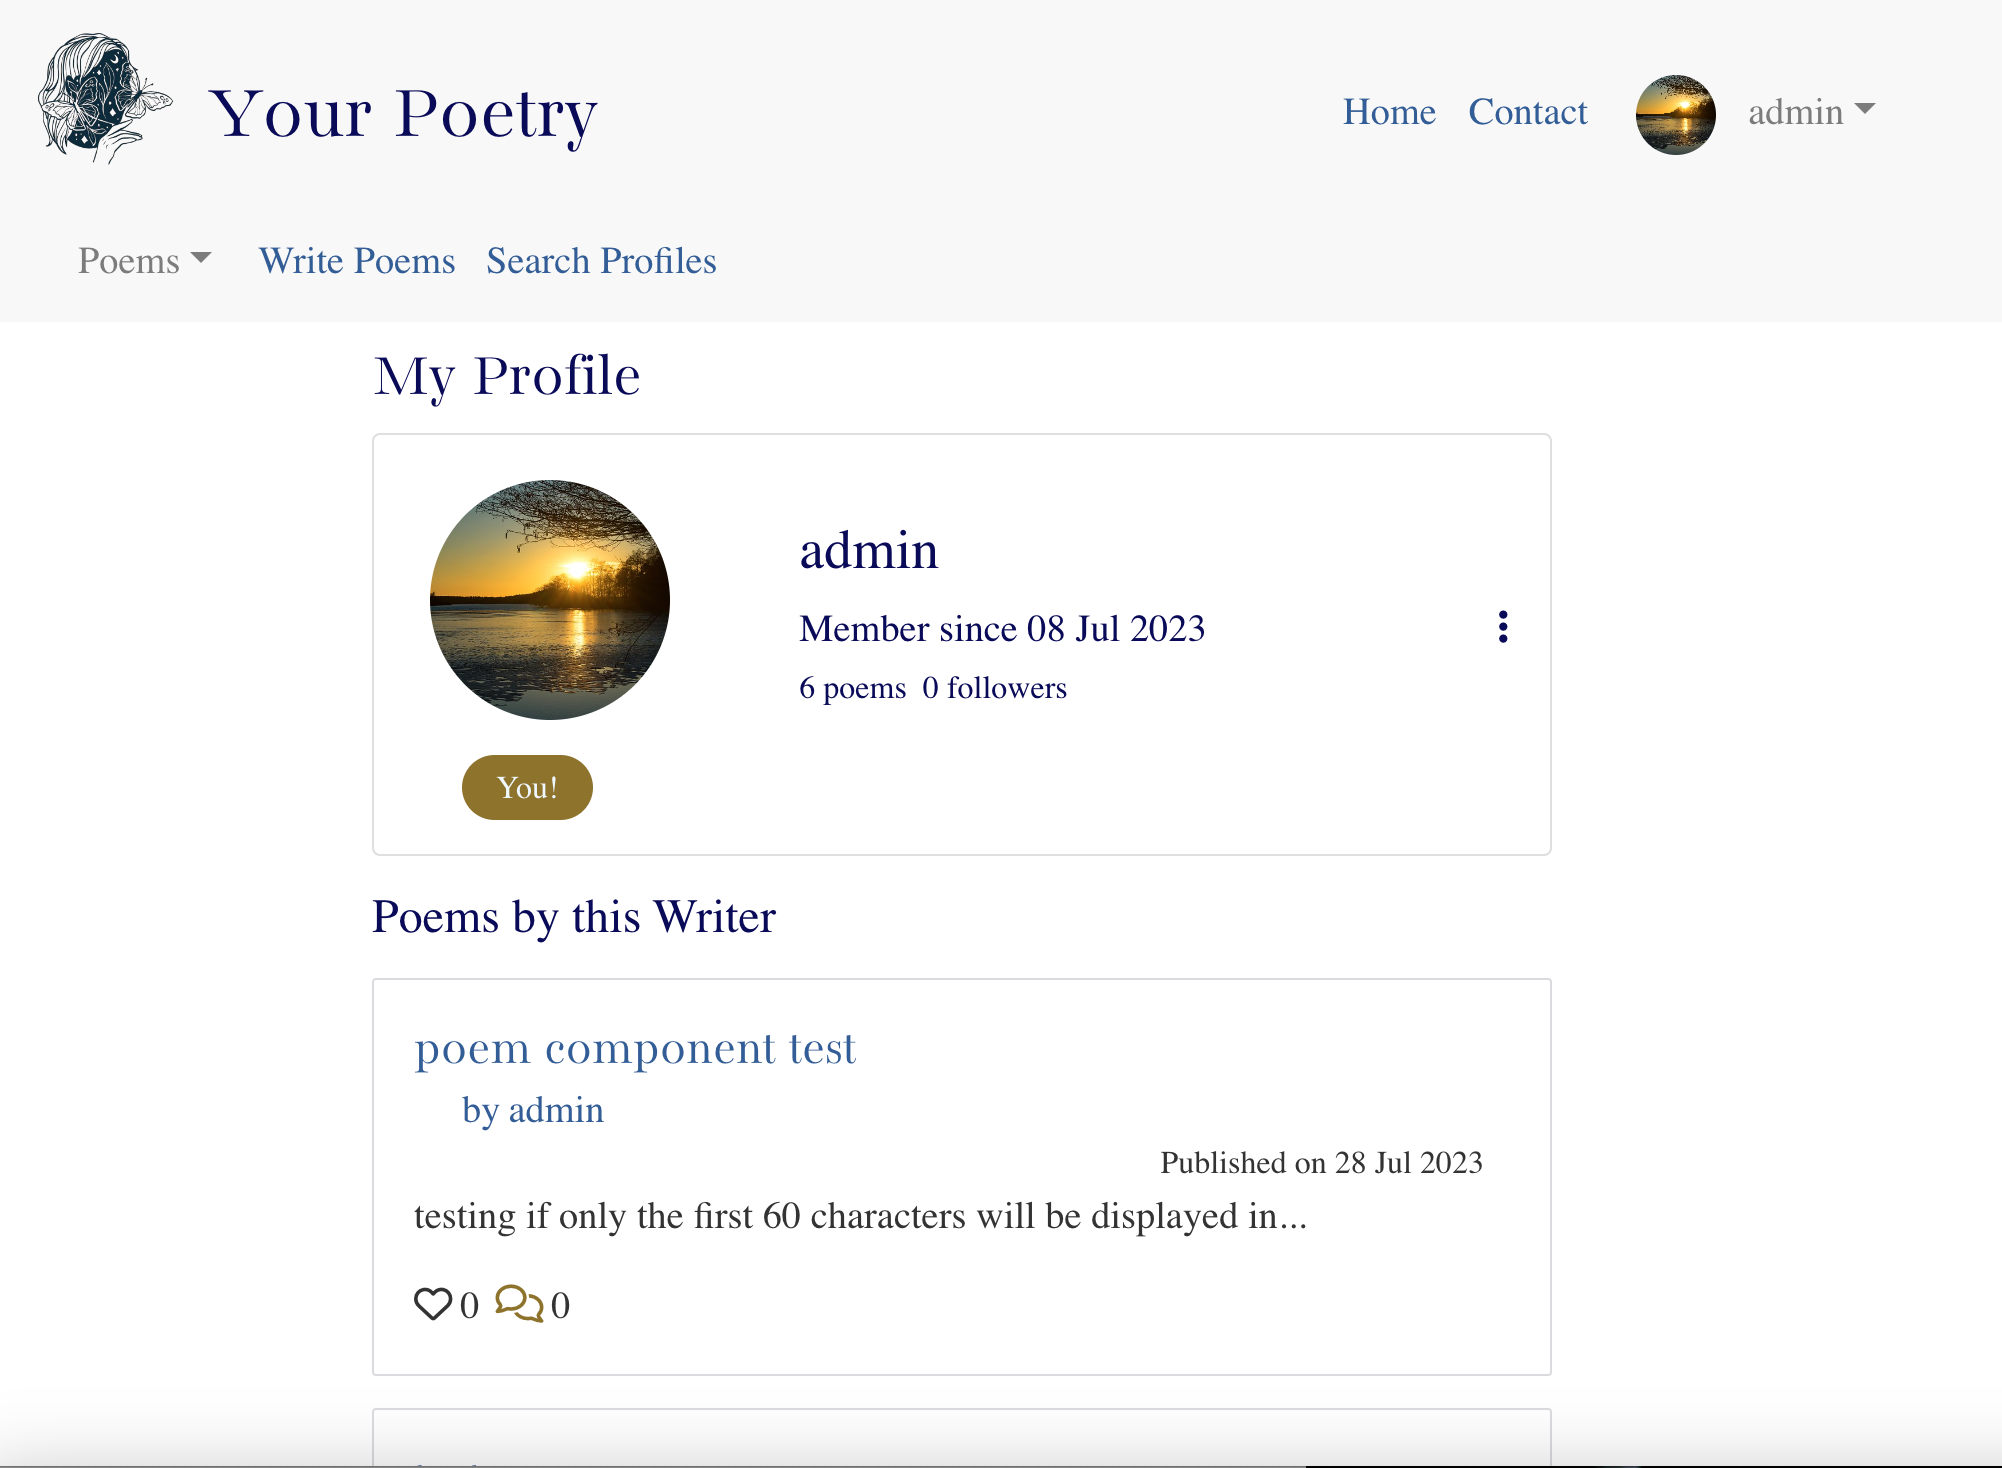 Your Poetry
Home Contact admin
Poems Write Poems Search Profiles
My Profile
admin
Member since 08 Jul 2023
6 poems 0 followers
You!
Poems by this Writer
poem component test
by admin
Published on 28 Jul 2023
testing if only the first 60 characters will be displayed in...
0 0